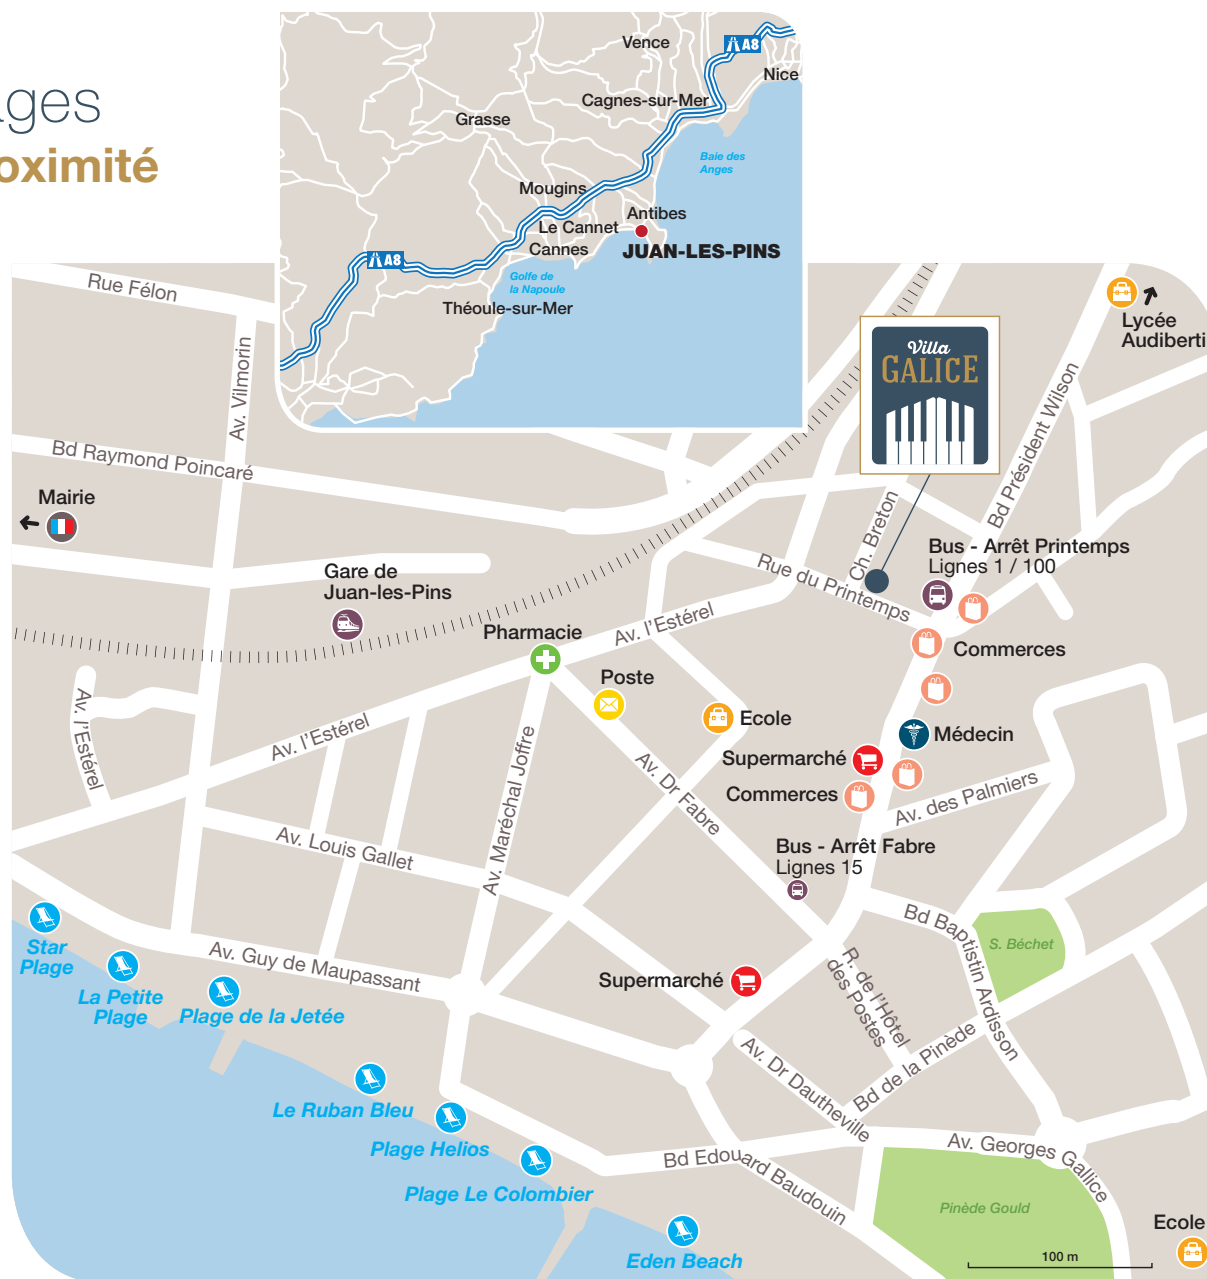 ages
oximité
Vence
A8
Nice
Cagnes-sur-Mer
Grasse
Baie des
Anges
Mougins
Antibes
Le Cannet
JUAN-LES-PINS
Cannes
A8
Golfe de
la Napoule
Théoule-sur-Mer
Rue Félon
Av. Vilmorin
Bd Raymond Poincaré
Lycée
Audiberti
Villa
GALICE
Bd Président Wilson
Mairie
Ch. Breton
Bus - Arrêt Printemps
Lignes 1 / 100
Rue du Printemps
Gare de
Juan-les-Pins
Pharmacie
Av. l'Estérel
Commerces
Poste
Ecole
Av. l'Estérel
Av. l'Estérel
Médecin
Supermarché
Commerces
Av. Maréchal Joffre
Av. Dr Fabre
Av. des Palmiers
Av. Louis Gallet
Bus - Arrêt Fabre
Lignes 15
Bd Baptistin Ardisson
S. Béchet
Star
Plage
Av. Guy de Maupassant
La Petite
Plage
Plage de la Jetée
Supermarché
R. de l'Hôtel
des Postes
Av. Dr Dautheville
Bd de la Pinède
Le Ruban Bleu
Plage Helios
Plage Le Colombier
Bd Edouard Baudouin
Av. Georges Gallice
Pinède Gould
Ecole
Eden Beach
100 m